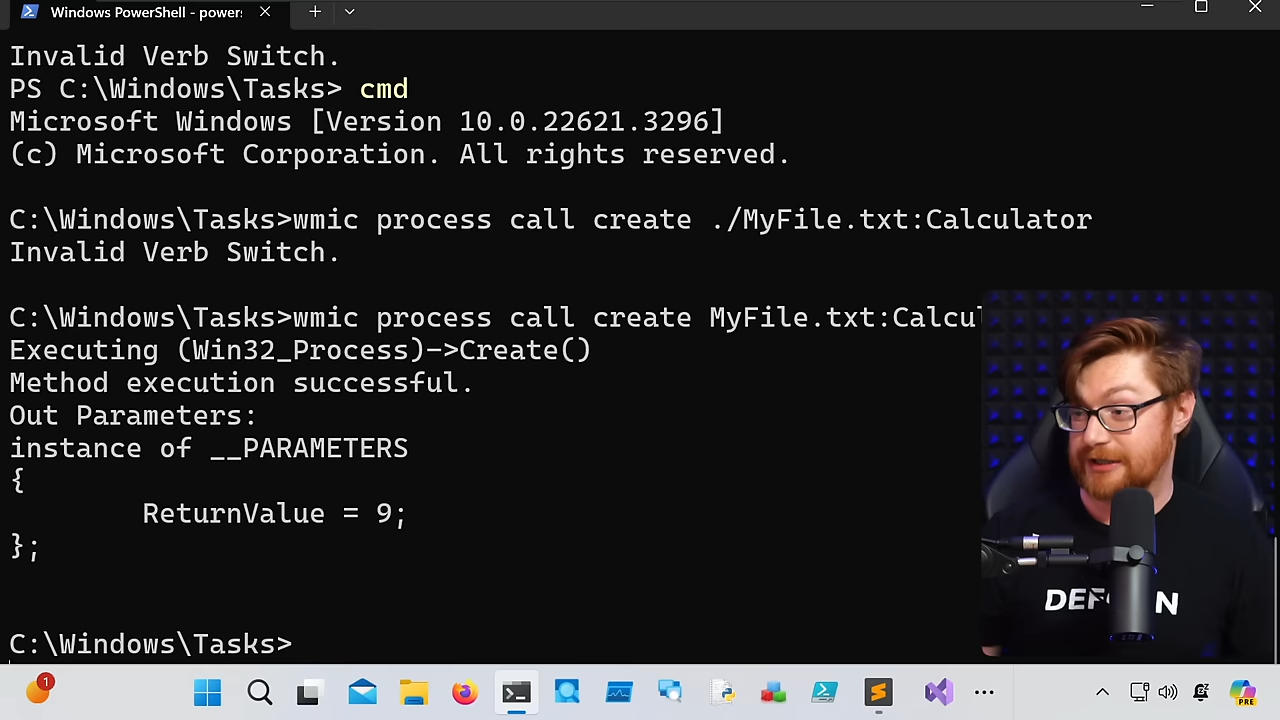 Windows PowerShell - power:
Invalid Verb Switch.
PS C:\Windows\Tasks> cmd
Microsoft Windows [Version 10.0.22621.3296]
(c) Microsoft Corporation. All rights reserved.
C:\Windows\Tasks>wmic process call create ./MyFile.txt:Calculator
Invalid Verb Switch.
C:\Windows\Tasks>wmic process call create MyFile.txt:Calcul
Executing (Win32_Process)->Create()
Method execution successful.
Out Parameters:
instance of __PARAMETERS
{
ReturnValue = 9;
};
C:\Windows\Tasks>
1
PRE